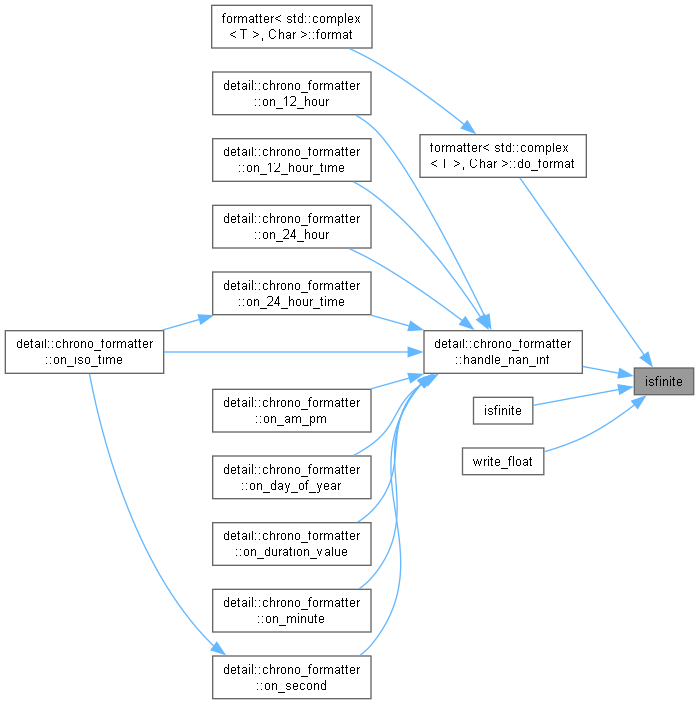 formatter< std::complex
< T >, Char >::format
detail::chrono_formatter
::on_12_hour
formatter< std::complex
< T >, Char >::do_format
detail::chrono_formatter
::on_12_hour_time
detail::chrono_formatter
::on_24_hour
detail::chrono_formatter
::on_24_hour_time
detail::chrono_formatter
::on_iso_time
detail::chrono_formatter
::handle_nan_inf
isfinite
detail::chrono_formatter
::on_am_pm
isfinite
write_float
detail::chrono_formatter
::on_day_of_year
detail::chrono_formatter
::on_duration_value
detail::chrono_formatter
::on_minute
detail::chrono_formatter
::on_second